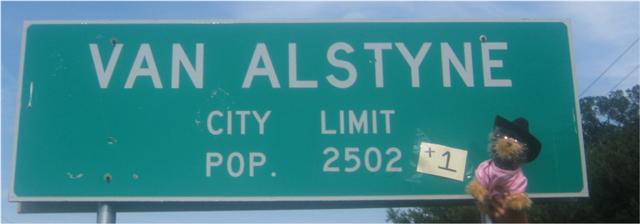 VAN ALSTYNE
CITY LIMIT
POP. 2502 +1